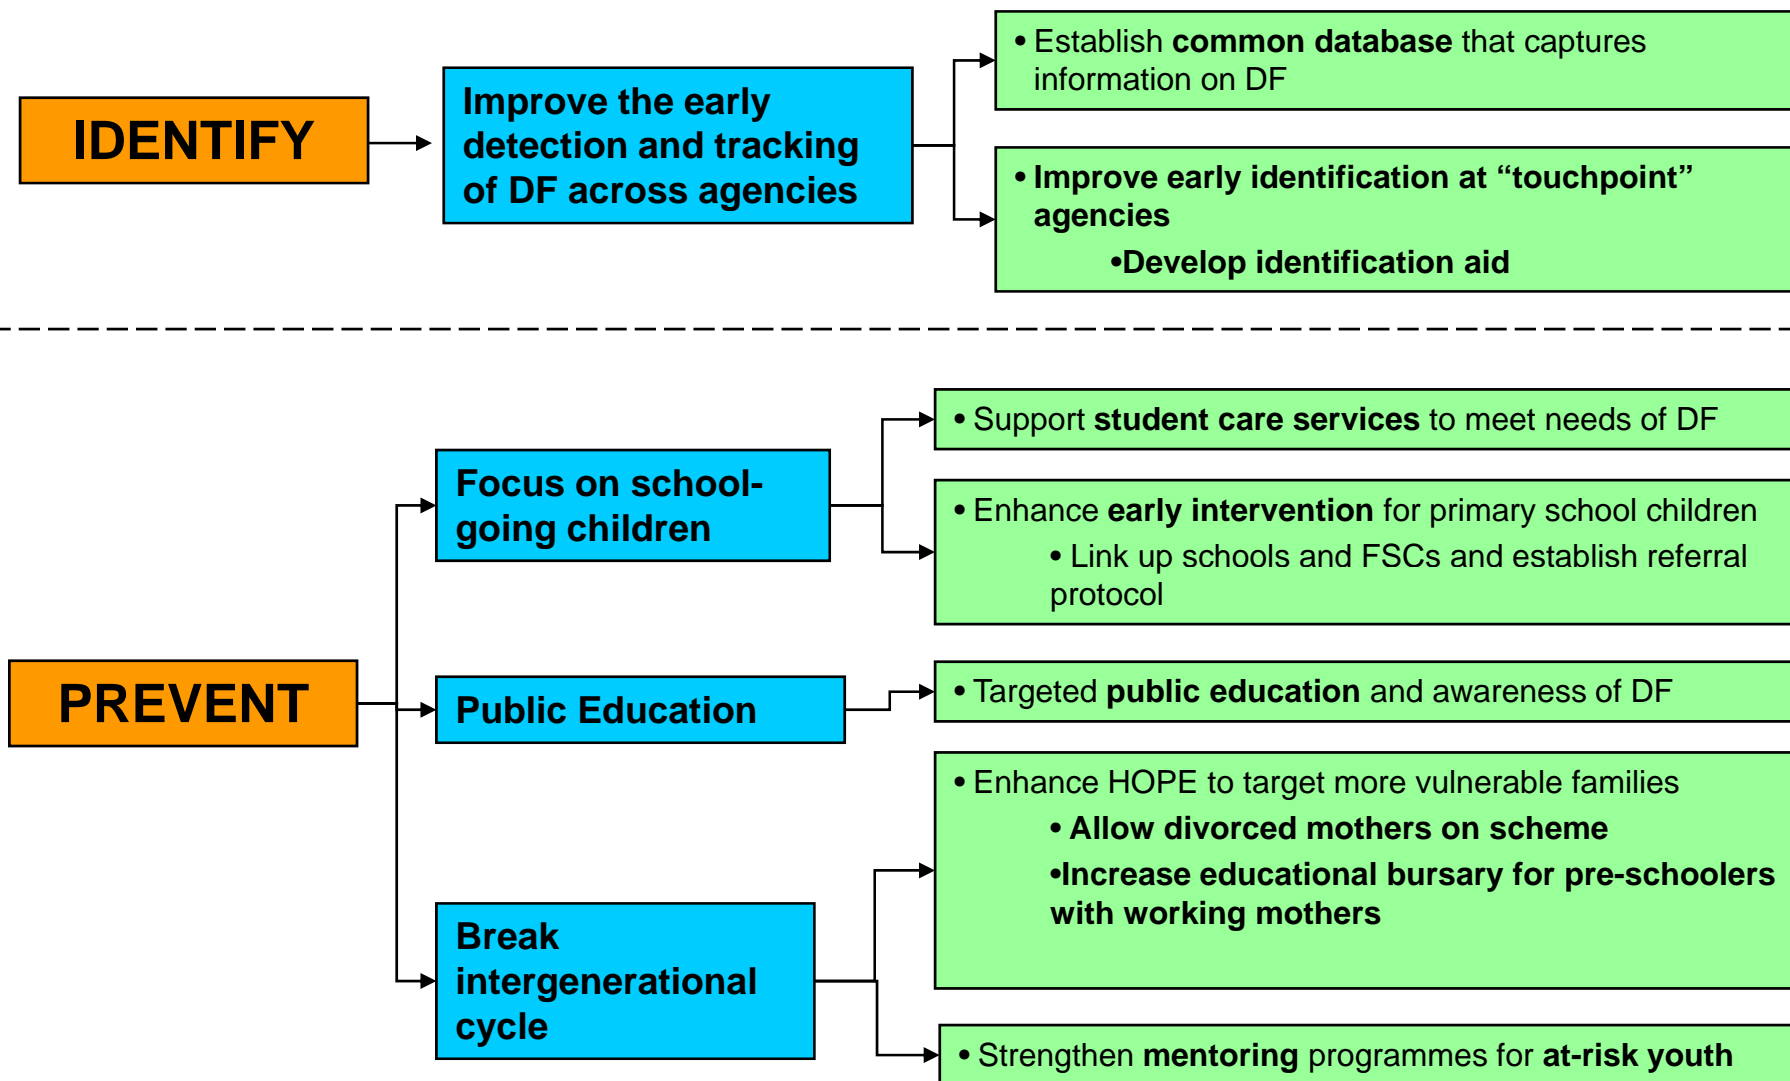 IDENTIFY
Improve the early
detection and tracking
of DF across agencies
• Establish common database that captures
information on DF
• Improve early identification at “touchpoint”
agencies
•Develop identification aid
PREVENT
Focus on school-
going children
• Support student care services to meet needs of DF
• Enhance early intervention for primary school children
• Link up schools and FSCs and establish referral
protocol
Public Education
• Targeted public education and awareness of DF
Break
intergenerational
cycle
• Enhance HOPE to target more vulnerable families
• Allow divorced mothers on scheme
•Increase educational bursary for pre-schoolers
with working mothers
• Strengthen mentoring programmes for at-risk youth